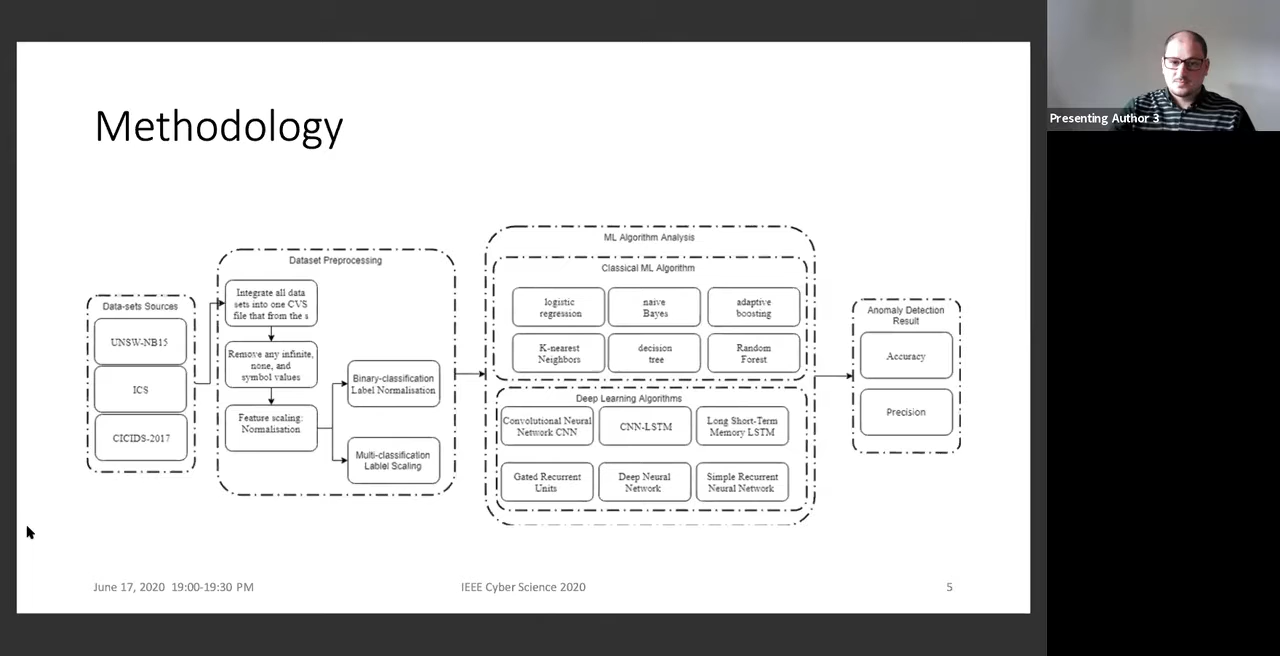 Methodology
Data-sets Sources
UNSW-NB15
ICS
CICIDS-2017
Dataset Preprocessing
Integrate all data
sets into one CVS
file that from the s
Remove any infinite,
none, and
symbol values
Feature scaling:
Normalisation
Binary-classification
Label Normalisation
Multi-classification
Lablel Scaling
ML Algorithm Analysis
Classical ML Algorithm
logistic
regression
naive
Bayes
adaptive
boosting
K-nearest
Neighbors
decision
tree
Random
Forest
Deep Learning Algorithms
Convolutional Neural
Network CNN
CNN-LSTM
Long Short-Term
Memory LSTM
Gated Recurrent
Units
Deep Neural
Network
Simple Recurrent
Neural Network
Anomaly Detection
Result
Accuracy
Precision
June 17, 2020 19:00-19:30 PM
IEEE Cyber Science 2020
5
Presenting Author 3